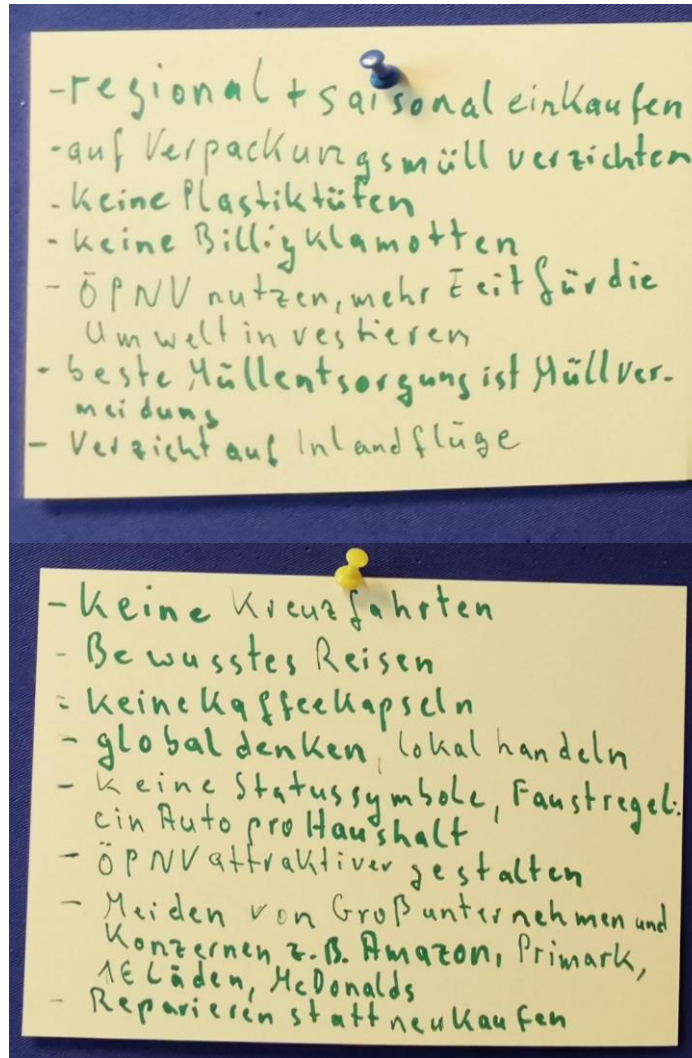 - regional + saisonal einkaufen
- auf Verpackungsmüll verzichten
- keine Plastiktüten
- keine Billigklamotten
- ÖPNV nutzen, mehr Zeit für die
Umwelt investieren
- beste Müllentsorgung ist Müllver-
meidung
- Verzicht auf Inlandflüge
- keine Kreuzfahrten
- Bewusstes Reisen
- keine Kaffeekapseln
- global denken, lokal handeln
- keine Statussymbole, Faustregel:
ein Auto pro Haushalt
- ÖPNV attraktiver gestalten
- Meiden von Großunternehmen und
Konzernen z.B. Amazon, Primark,
1€ Läden, McDonalds
- Reparieren statt neu kaufen